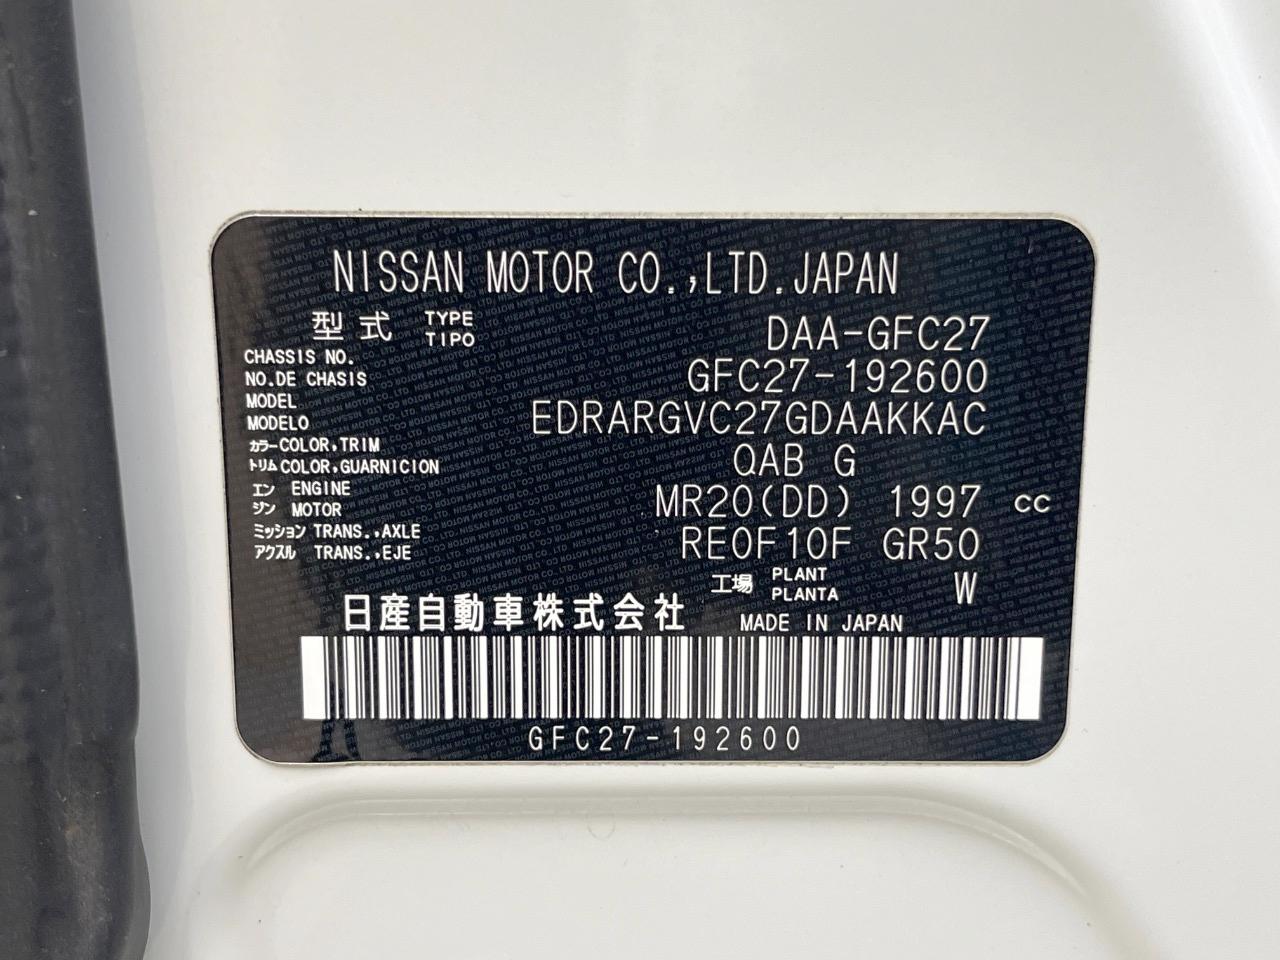 NISSAN MOTOR CO.,LTD.JAPAN
型式 TYPE TIPO DAA-GFC27
CHASSIS NO.
NO.DE CHASIS GFC27-192600
MODEL
MODELO EDRARGVC27GDAAKKAC
カラー COLOR,TRIM
トリム COLOR,GUARNICION QAB G
エン ENGINE
ジン MOTOR MR20(DD) 1997 cc
ミッション TRANS.,AXLE
アクスル TRANS.,EJE RE0F10F GR50
工場 PLANT PLANTA W
日産自動車株式会社 MADE IN JAPAN
GFC27-192600